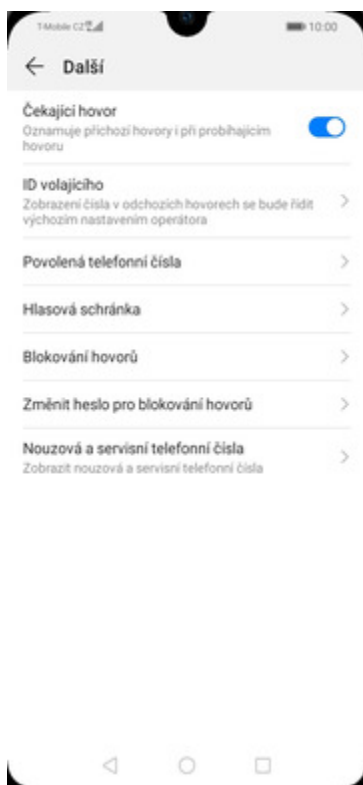 T-Mobile CZ
10:00
Další
Čekající hovor
Oznamuje příchozí hovory i při probíhajícím
hovoru
ID volajícího
Zobrazení čísla v odchozích hovorech se bude řídit
výchozím nastavením operátora
Povolená telefonní čísla
Hlasová schránka
Blokování hovorů
Změnit heslo pro blokování hovorů
Nouzová a servisní telefonní čísla
Zobrazit nouzová a servisní telefonní čísla